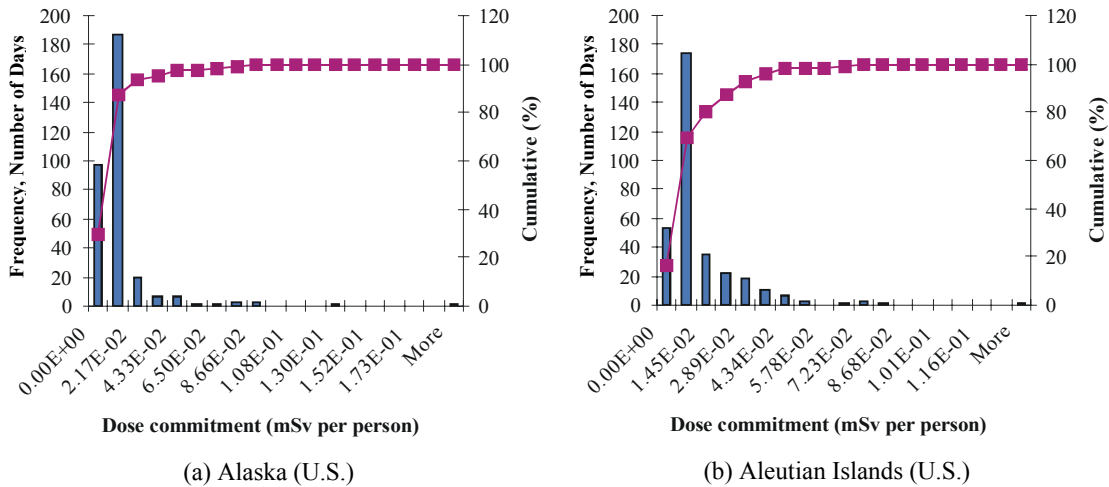 200
180
160
140
120
100
80
60
40
20
0
Frequency, Number of Days
120
100
80
60
40
20
0
Cumulative (%)
0.00E+00
2.17E-02
4.33E-02
6.50E-02
8.66E-02
1.08E-01
1.30E-01
1.52E-01
1.73E-01
More
Dose commitment (mSv per person)
(a) Alaska (U.S.)
200
180
160
140
120
100
80
60
40
20
0
Frequency, Number of Days
120
100
80
60
40
20
0
Cumulative (%)
0.00E+00
1.45E-02
2.89E-02
4.34E-02
5.78E-02
7.23E-02
8.68E-02
1.01E-01
1.16E-01
More
Dose commitment (mSv per person)
(b) Aleutian Islands (U.S.)